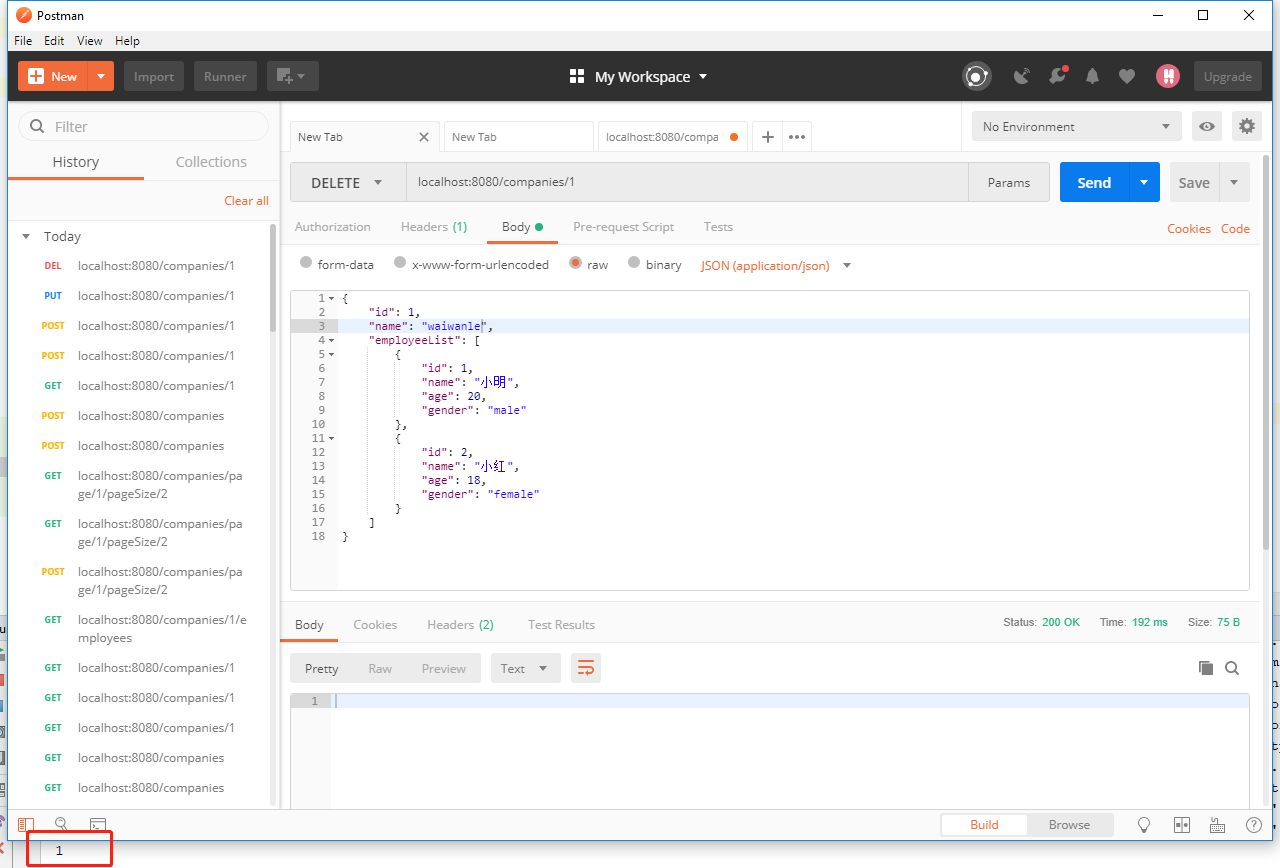 Postman
File Edit View Help
New Import Runner My Workspace Upgrade
Filter
History Collections
Clear all
Today
DEL localhost:8080/companies/1
PUT localhost:8080/companies/1
POST localhost:8080/companies/1
POST localhost:8080/companies/1
GET localhost:8080/companies/1
POST localhost:8080/companies
POST localhost:8080/companies
GET localhost:8080/companies/pa
ge/1/pageSize/2
GET localhost:8080/companies/pa
ge/1/pageSize/2
POST localhost:8080/companies/pa
ge/1/pageSize/2
GET localhost:8080/companies/1/e
mployees
GET localhost:8080/companies/1
GET localhost:8080/companies/1
GET localhost:8080/companies/1
GET localhost:8080/companies
GET localhost:8080/companies
New Tab New Tab localhost:8080/compa No Environment
DELETE localhost:8080/companies/1 Params Send Save
Authorization Headers (1) Body Pre-request Script Tests Cookies Code
form-data x-www-form-urlencoded raw binary JSON (application/json)
1 {
2 "id": 1,
3 "name": "waiwanle",
4 "employeeList": [
5 {
6 "id": 1,
7 "name": "小明",
8 "age": 20,
9 "gender": "male"
10 },
11 {
12 "id": 2,
13 "name": "小红",
14 "age": 18,
15 "gender": "female"
16 }
17 ]
18 }
Body Cookies Headers (2) Test Results Status: 200 OK Time: 192 ms Size: 75 B
Pretty Raw Preview Text
1
Build Browse
1